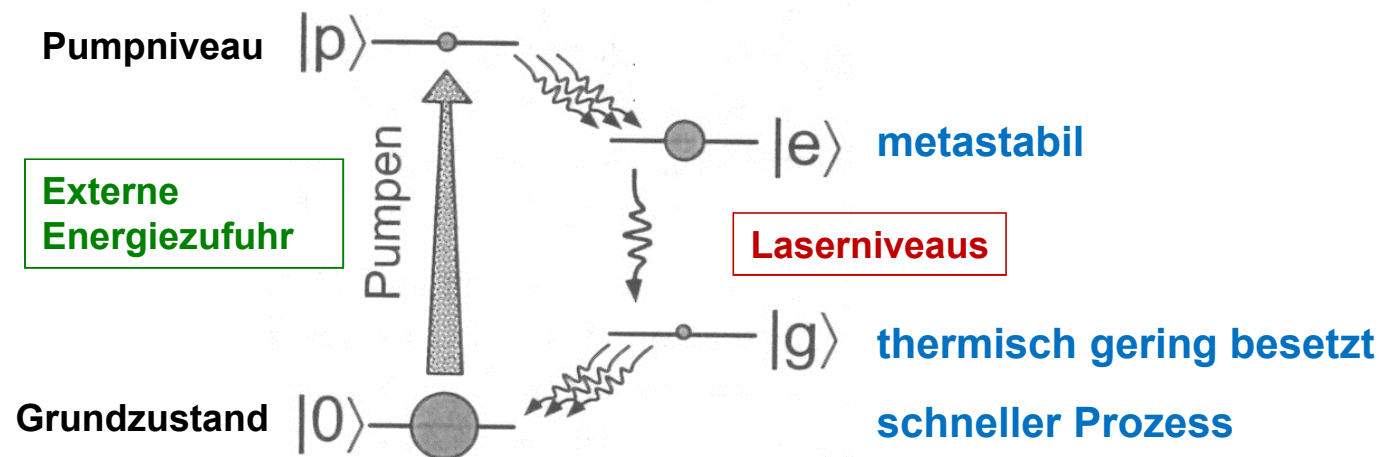 Pumpniveau |p⟩
Externe
Energiezufuhr
Pumpen
|e⟩ metastabil
Laserniveaus
|g⟩ thermisch gering besetzt
Grundzustand |0⟩
schneller Prozess